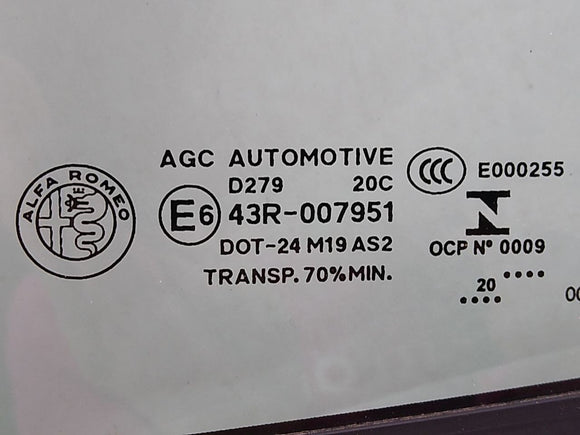 ALFA ROMEO
AGC AUTOMOTIVE
D279 20C
E6 43R-007951
DOT-24 M19 AS2
TRANSP. 70% MIN.
CCC E000255
N
OCP Nº 0009
....
20
....
00